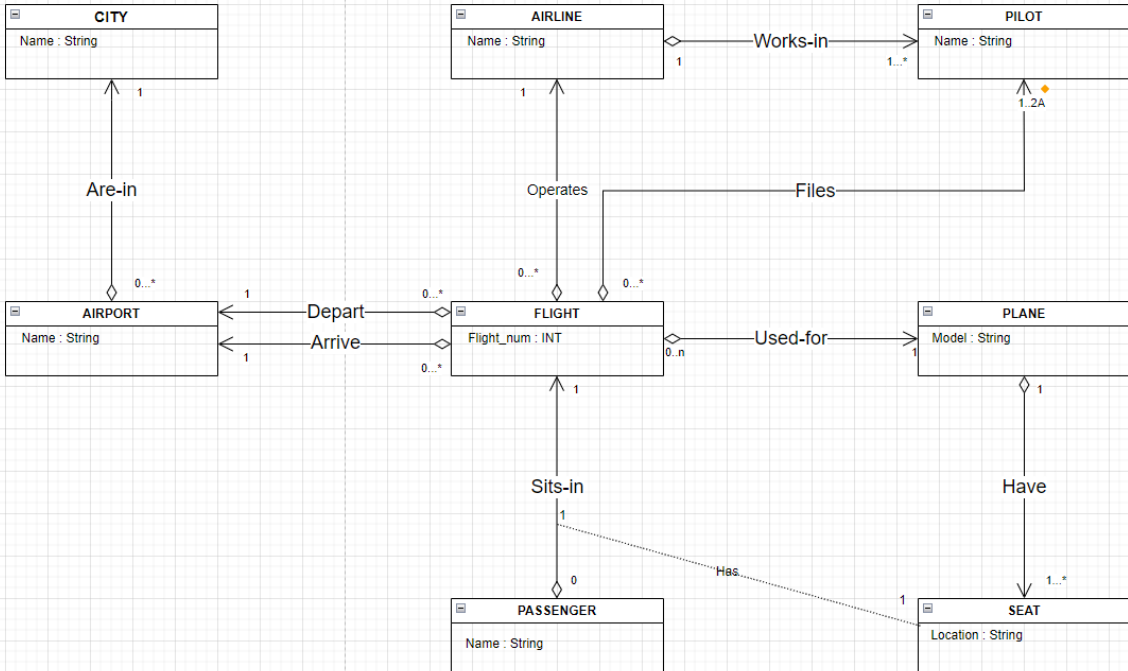 CITY
Name : String
AIRLINE
Name : String
Works-in
1
1...*
PILOT
Name : String
1
1
1..2A
Are-in
Operates
Files
0...*
0...*
0...*
AIRPORT
Name : String
1
Depart
0...*
Arrive
1
0...*
FLIGHT
Flight_num : INT
0..n
Used-for
1
PLANE
Model : String
1
1
Sits-in
Have
1
Has
0
1
1...*
PASSENGER
Name : String
SEAT
Location : String